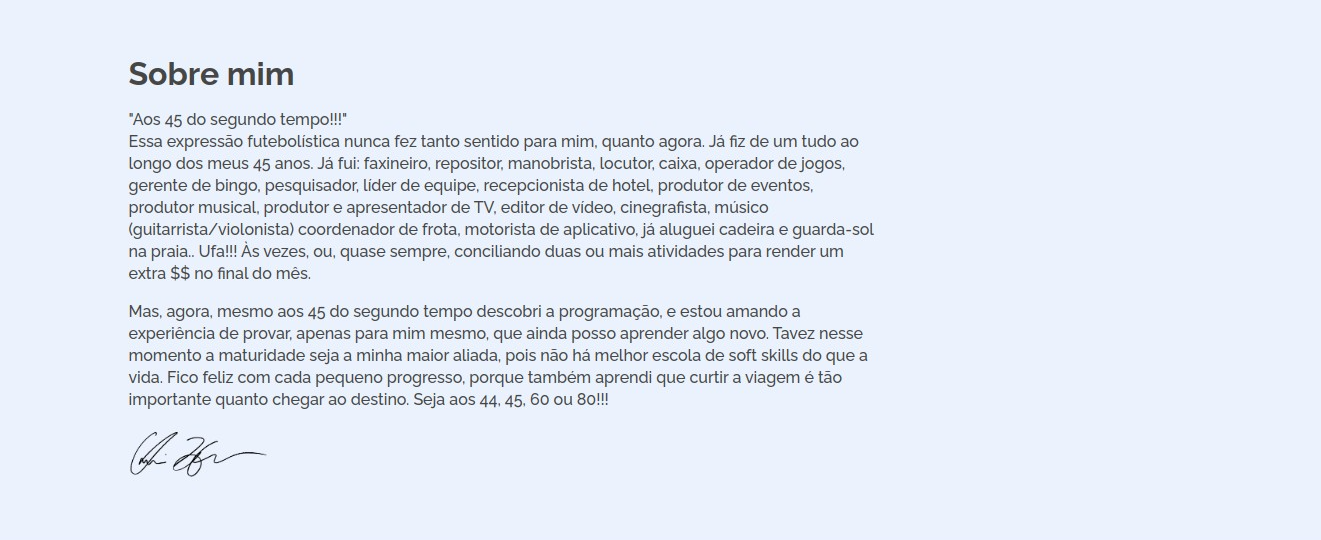 Sobre mim
"Aos 45 do segundo tempo!!!"
Essa expressão futebolística nunca fez tanto sentido para mim, quanto agora. Já fiz de um tudo ao
longo dos meus 45 anos. Já fui: faxineiro, repositor, manobrista, locutor, caixa, operador de jogos,
gerente de bingo, pesquisador, líder de equipe, recepcionista de hotel, produtor de eventos,
produtor musical, produtor e apresentador de TV, editor de vídeo, cinegrafista, músico
(guitarrista/violonista) coordenador de frota, motorista de aplicativo, já aluguei cadeira e guarda-sol
na praia.. Ufa!!! Às vezes, ou, quase sempre, conciliando duas ou mais atividades para render um
extra $$ no final do mês.
Mas, agora, mesmo aos 45 do segundo tempo descobri a programação, e estou amando a
experiência de provar, apenas para mim mesmo, que ainda posso aprender algo novo. Tavez nesse
momento a maturidade seja a minha maior aliada, pois não há melhor escola de soft skills do que a
vida. Fico feliz com cada pequeno progresso, porque também aprendi que curtir a viagem é tão
importante quanto chegar ao destino. Seja aos 44, 45, 60 ou 80!!!